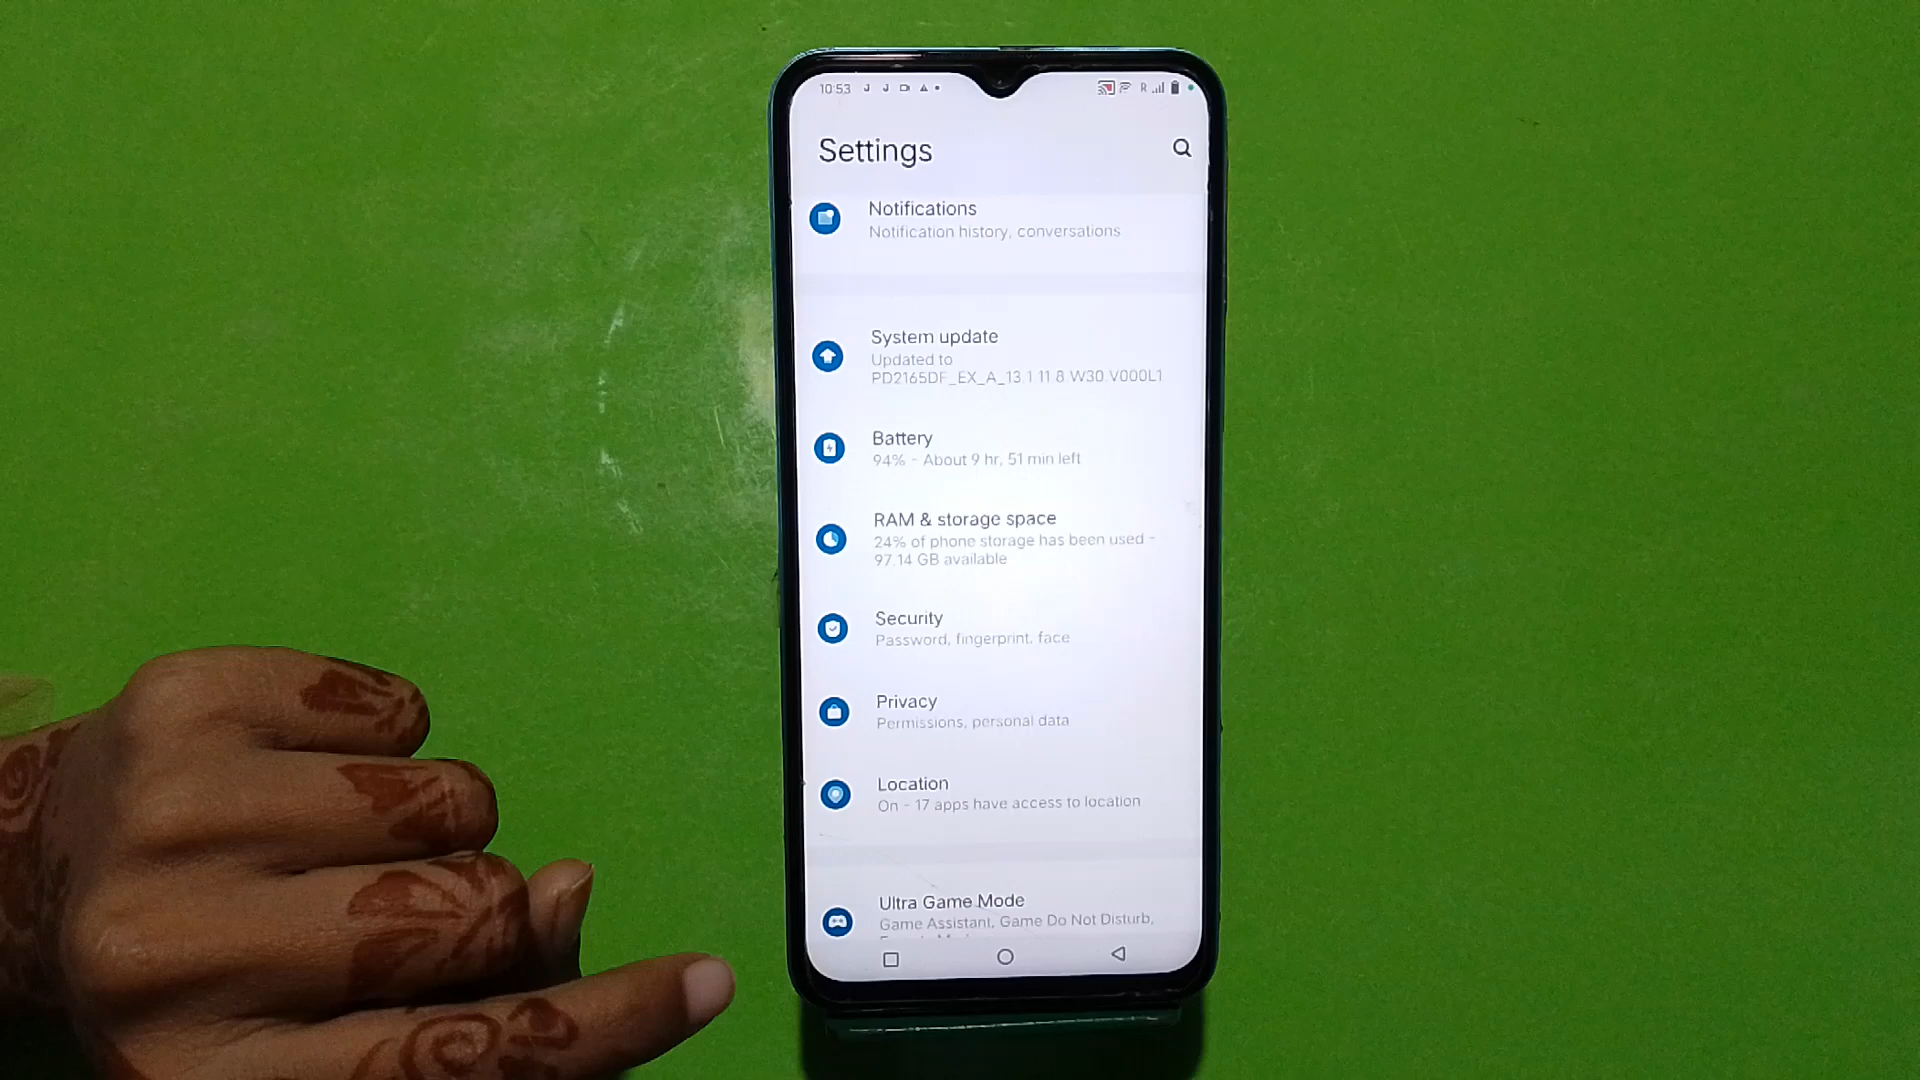 10:53
R
Settings
Notifications
Notification history, conversations
System update
Updated to
PD2165DF_EX_A_13.1.11.8.W30.V000L1
Battery
94% - About 9 hr, 51 min left
RAM & storage space
24% of phone storage has been used -
97.14 GB available
Security
Password, fingerprint, face
Privacy
Permissions, personal data
Location
On - 17 apps have access to location
Ultra Game Mode
Game Assistant, Game Do Not Disturb,